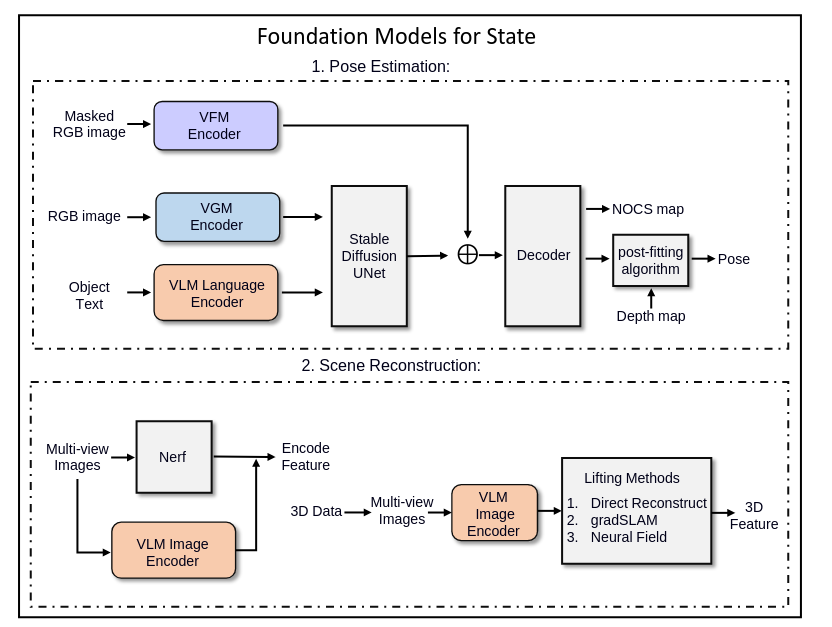 Foundation Models for State
1. Pose Estimation:
Masked
RGB image
VFM
Encoder
RGB image
VGM
Encoder
Object
Text
VLM Language
Encoder
Stable
Diffusion
UNet
Decoder
NOCS map
post-fitting
algorithm
Pose
Depth map
2. Scene Reconstruction:
Multi-view
Images
Nerf
Encode
Feature
VLM Image
Encoder
3D Data
Multi-view
Images
VLM
Image
Encoder
Lifting Methods
1. Direct Reconstruct
2. gradSLAM
3. Neural Field
3D
Feature